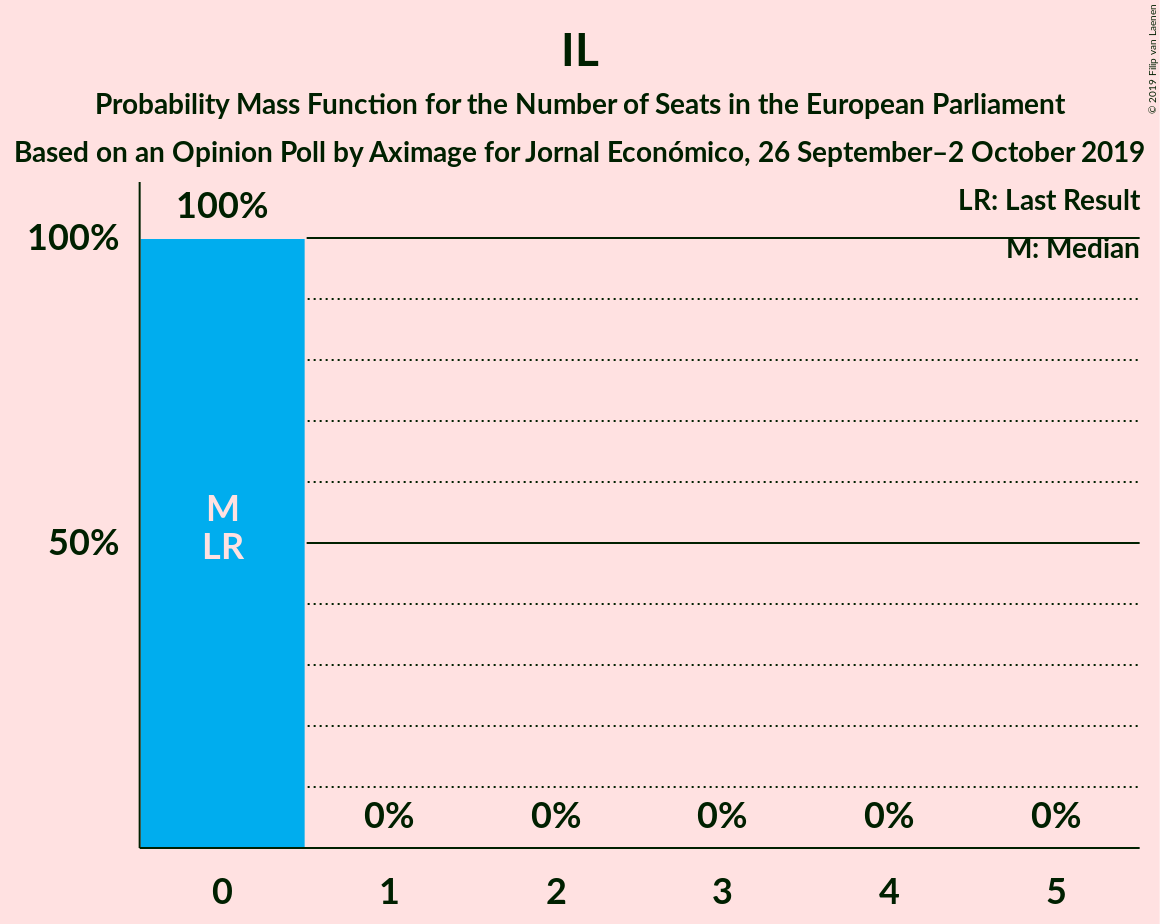 IL
Probability Mass Function for the Number of Seats in the European Parliament
Based on an Opinion Poll by Aximage for Jornal Económico, 26 September–2 October 2019
© 2019 Filip van Laenen
LR: Last Result
M: Median
100%
100%
50%
M
LR
0% 0% 0% 0% 0%
0 1 2 3 4 5